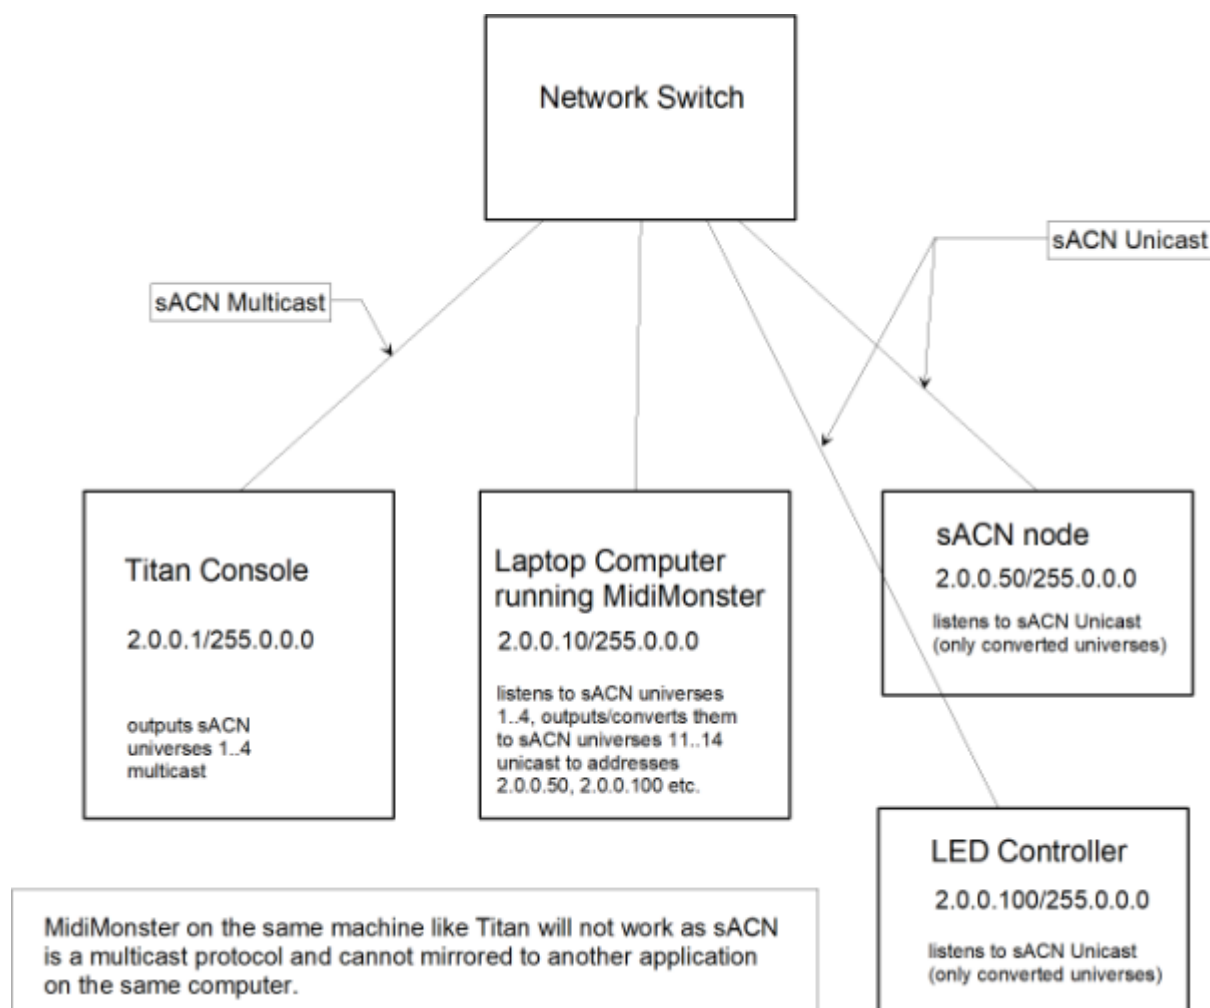 Network Switch
sACN Multicast
sACN Unicast
Titan Console
2.0.0.1/255.0.0.0
outputs sACN
universes 1..4
multicast
Laptop Computer
running MidiMonster
2.0.0.10/255.0.0.0
listens to sACN universes
1..4, outputs/converts them
to sACN universes 11..14
unicast to addresses
2.0.0.50, 2.0.0.100 etc.
sACN node
2.0.0.50/255.0.0.0
listens to sACN Unicast
(only converted universes)
LED Controller
2.0.0.100/255.0.0.0
listens to sACN Unicast
(only converted universes)
MidiMonster on the same machine like Titan will not work as sACN
is a multicast protocol and cannot mirrored to another application
on the same computer.